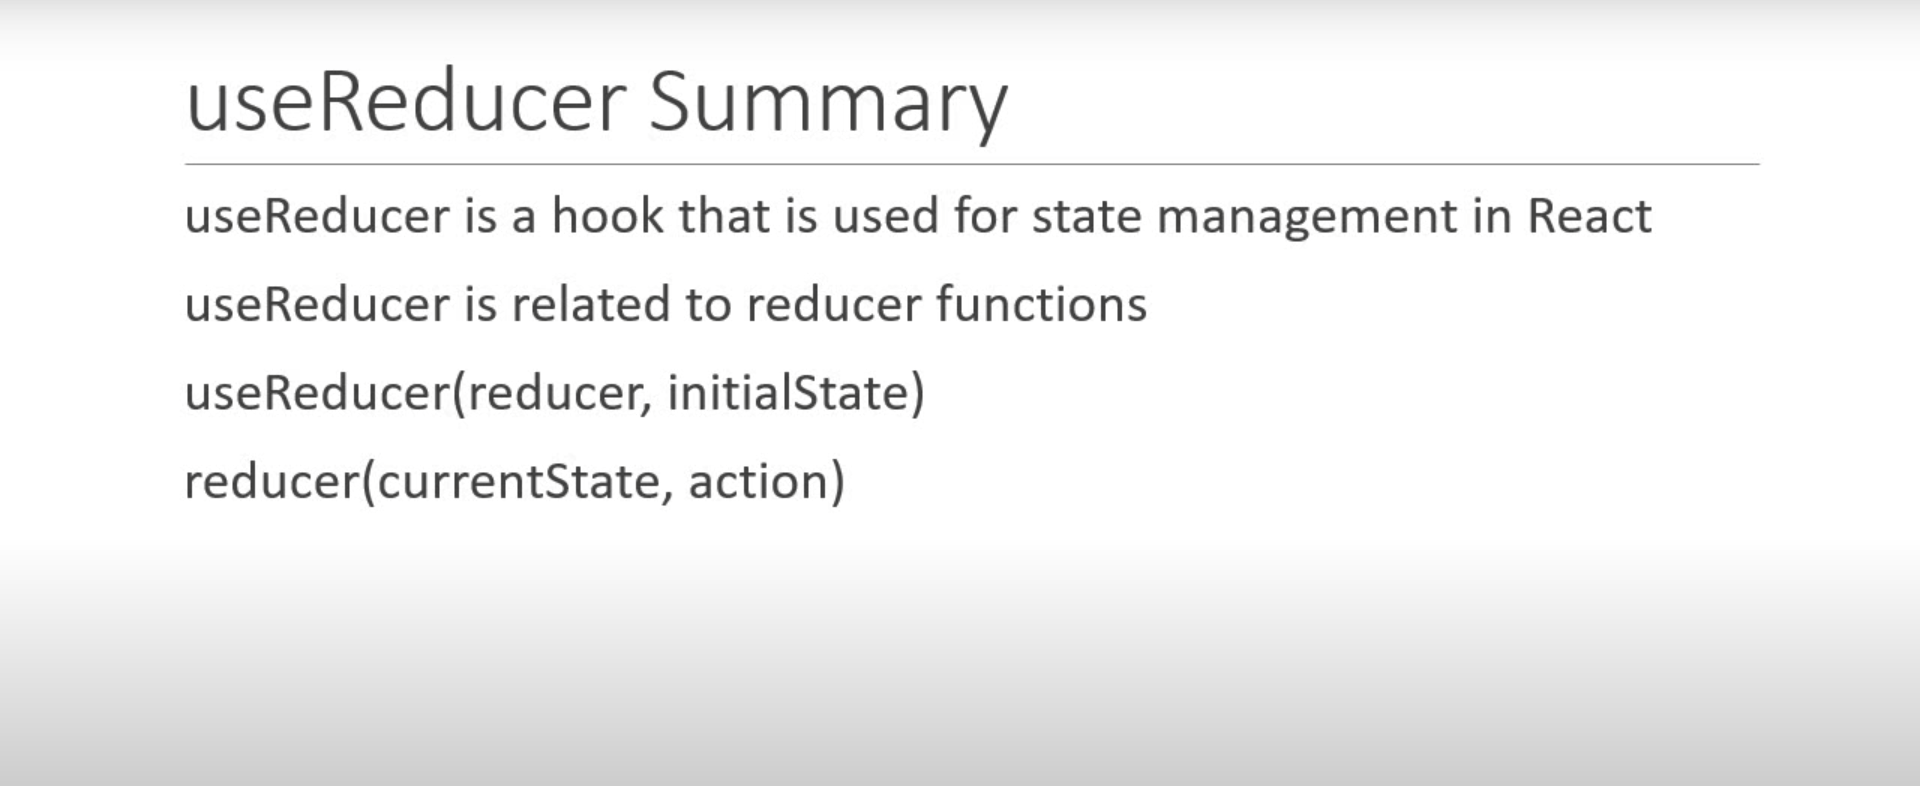 useReducer Summary
useReducer is a hook that is used for state management in React
useReducer is related to reducer functions
useReducer(reducer, initialState)
reducer(currentState, action)